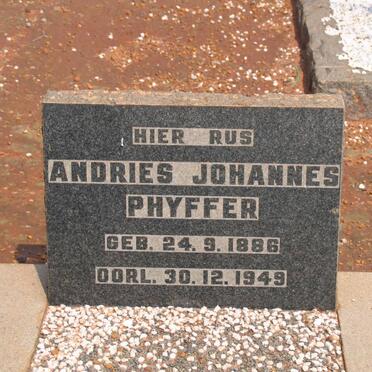 HIER RUS
ANDRIES JOHANNES
PHYFFER
GEB. 24.9.1886
OORL. 30.12.1949